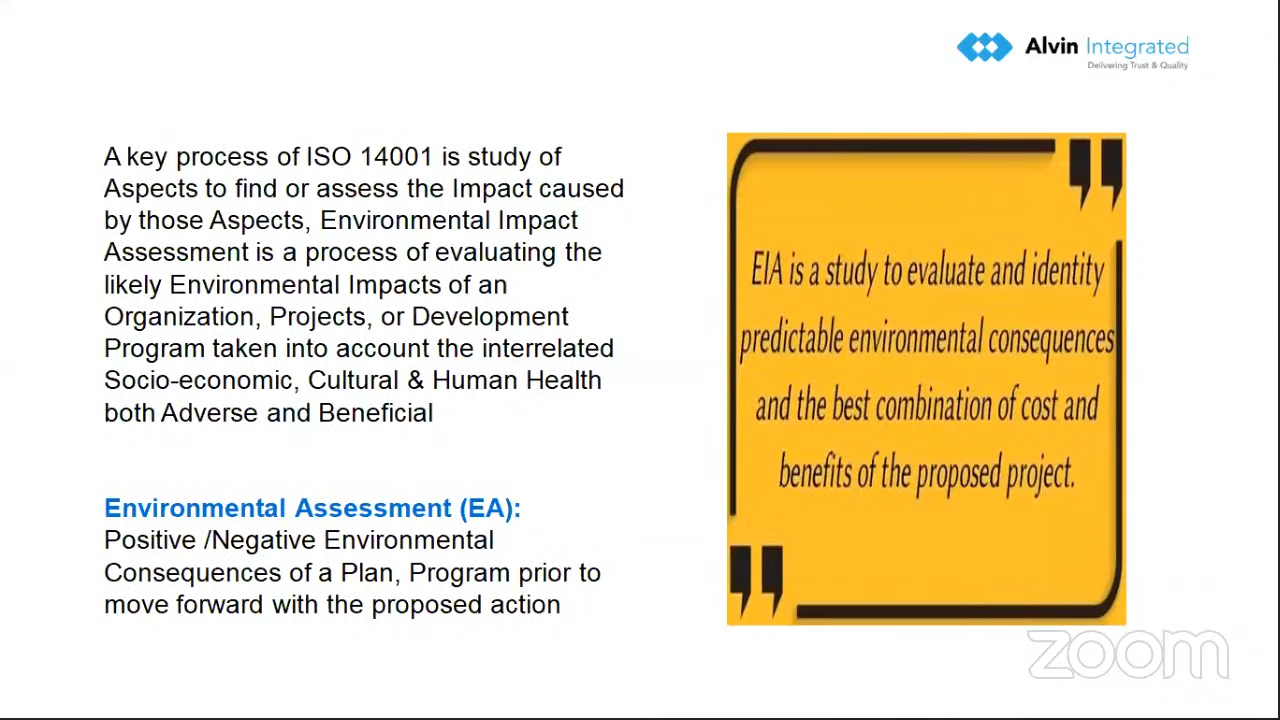 Alvin Integrated
Delivering Trust & Quality
A key process of ISO 14001 is study of
Aspects to find or assess the Impact caused
by those Aspects, Environmental Impact
Assessment is a process of evaluating the
likely Environmental Impacts of an
Organization, Projects, or Development
Program taken into account the interrelated
Socio-economic, Cultural & Human Health
both Adverse and Beneficial
Environmental Assessment (EA):
Positive /Negative Environmental
Consequences of a Plan, Program prior to
move forward with the proposed action
EIA is a study to evaluate and identity
predictable environmental consequences
and the best combination of cost and
benefits of the proposed project.
zoom